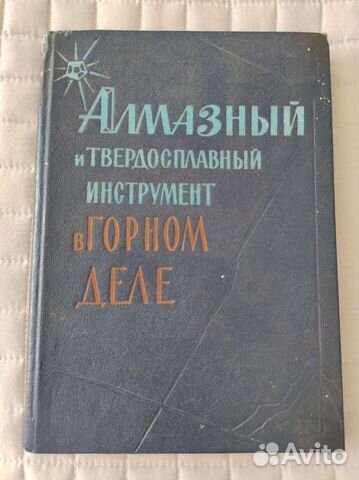 Алмазный
и твердосплавный
инструмент
в горном
деле
Avito